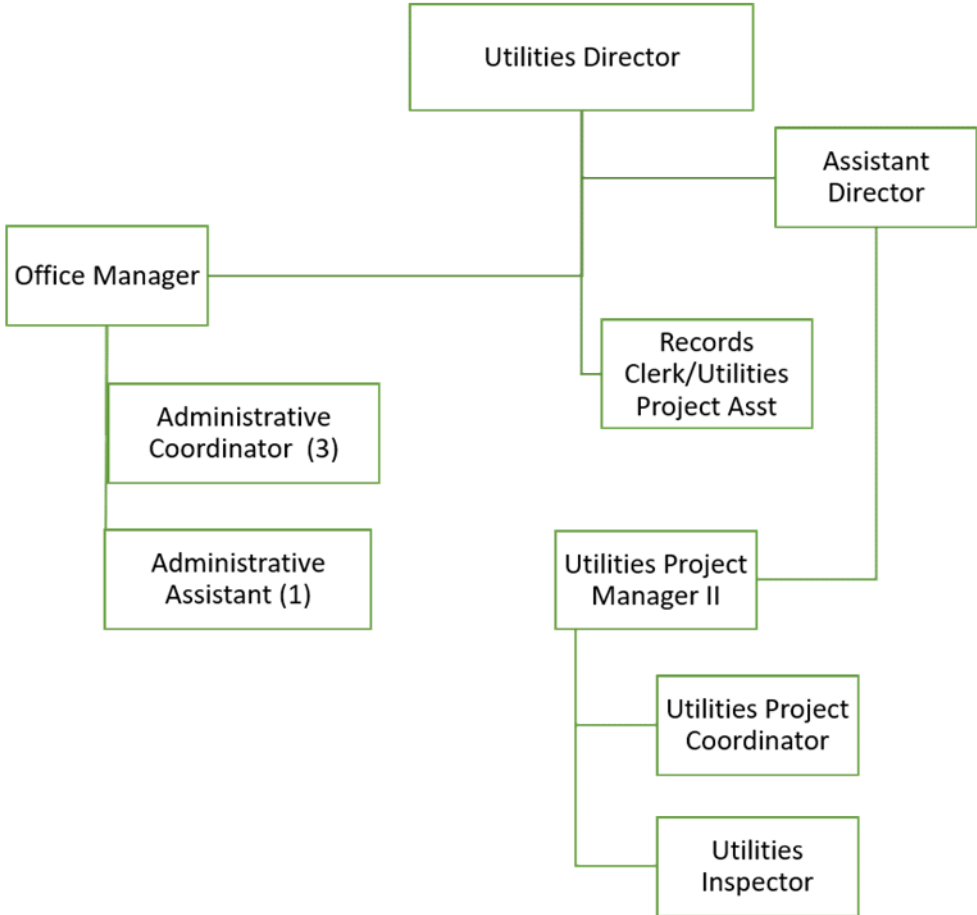 Utilities Director
Assistant
Director
Office Manager
Records
Clerk/Utilities
Project Asst
Administrative
Coordinator  (3)
Administrative
Assistant (1)
Utilities Project
Manager II
Utilities Project
Coordinator
Utilities
Inspector